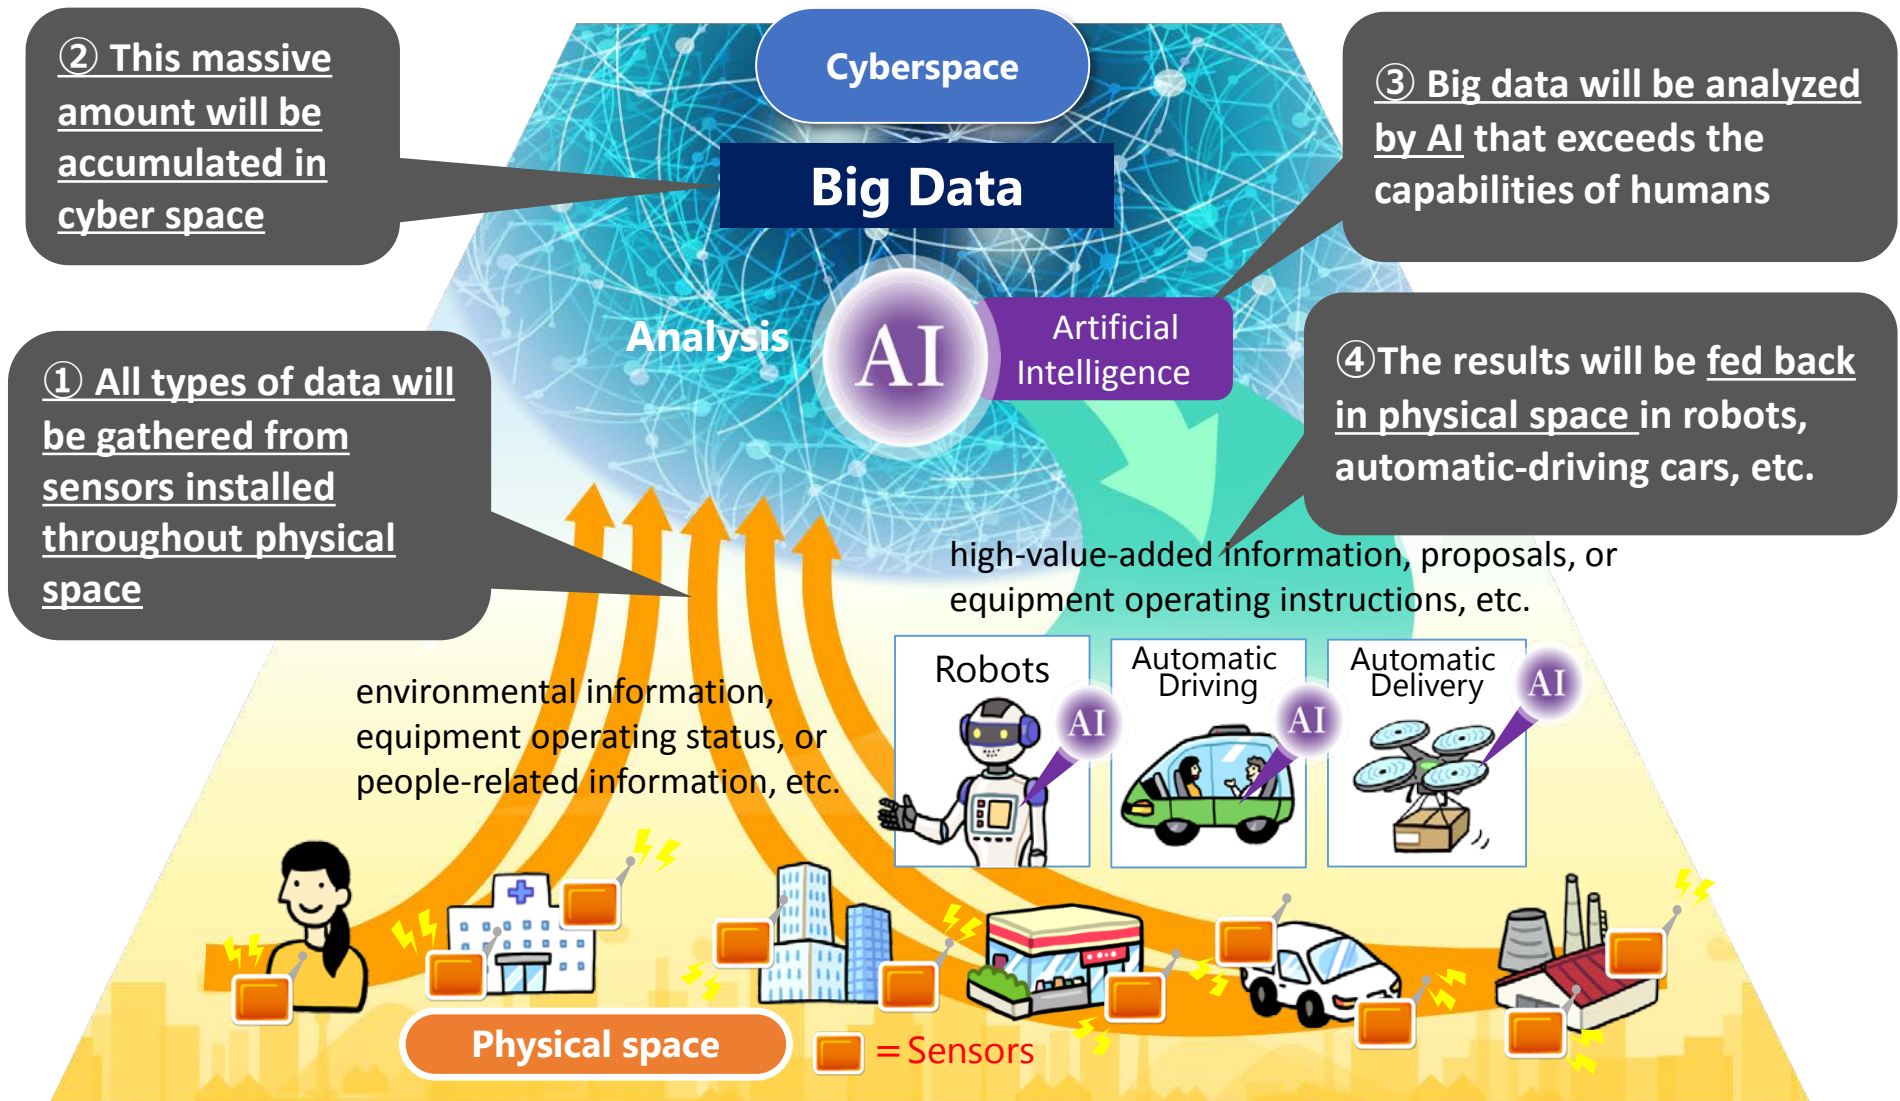 Cyberspace
Big Data
② This massive
amount will be
accumulated in
cyber space
③ Big data will be analyzed
by AI that exceeds the
capabilities of humans
Analysis
AI
Artificial
Intelligence
① All types of data will
be gathered from
sensors installed
throughout physical
space
④The results will be fed back
in physical space in robots,
automatic-driving cars, etc.
high-value-added information, proposals, or
equipment operating instructions, etc.
environmental information,
equipment operating status, or
people-related information, etc.
Robots
AI
Automatic
Driving
AI
Automatic
Delivery
AI
Physical space
= Sensors